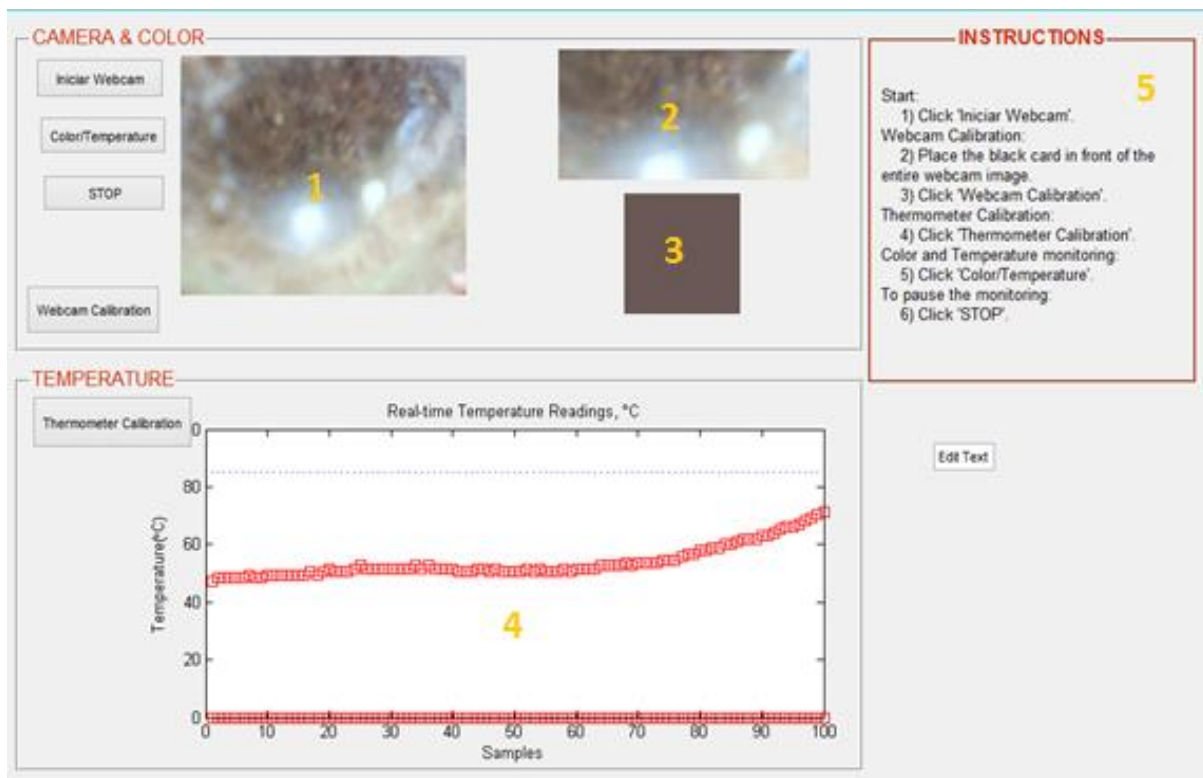 CAMERA & COLOR
Iniciar Webcam
Color/Temperature
STOP
Webcam Calibration
1
2
3
INSTRUCTIONS
5
Start:
1) Click 'Iniciar Webcam'.
Webcam Calibration:
2) Place the black card in front of the
entire webcam image.
3) Click 'Webcam Calibration'.
Thermometer Calibration:
4) Click 'Thermometer Calibration'.
Color and Temperature monitoring:
5) Click 'Color/Temperature'.
To pause the monitoring:
6) Click 'STOP'.
TEMPERATURE
Thermometer Calibration
Real-time Temperature Readings, °C
0
80
60
40
20
0
Temperature(°C)
4
0 10 20 30 40 50 60 70 80 90 100
Samples
Edit Text